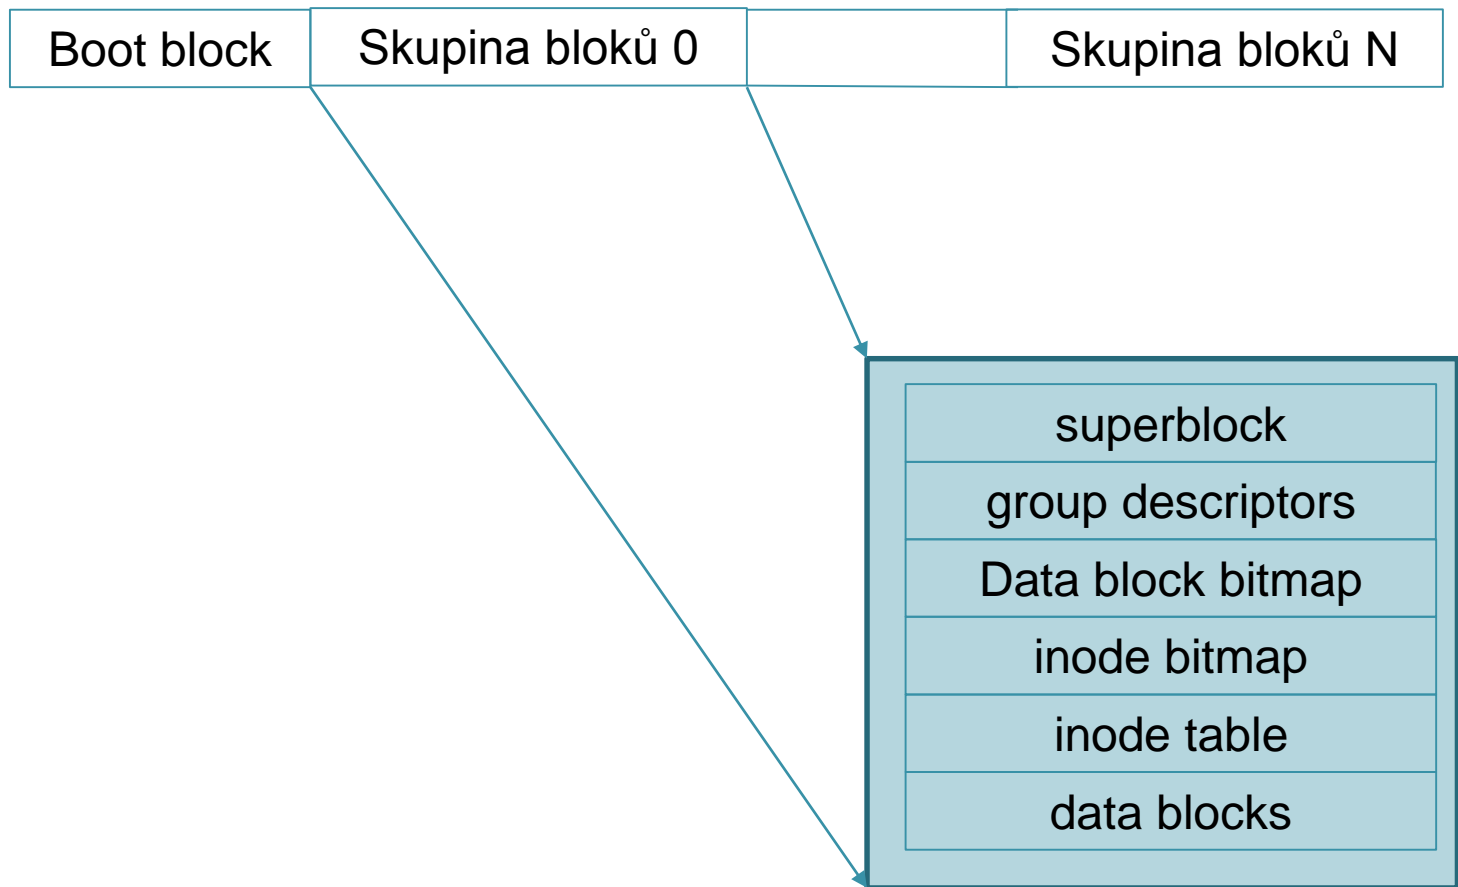 Boot block
Skupina bloků 0
Skupina bloků N
superblock
group descriptors
Data block bitmap
inode bitmap
inode table
data blocks